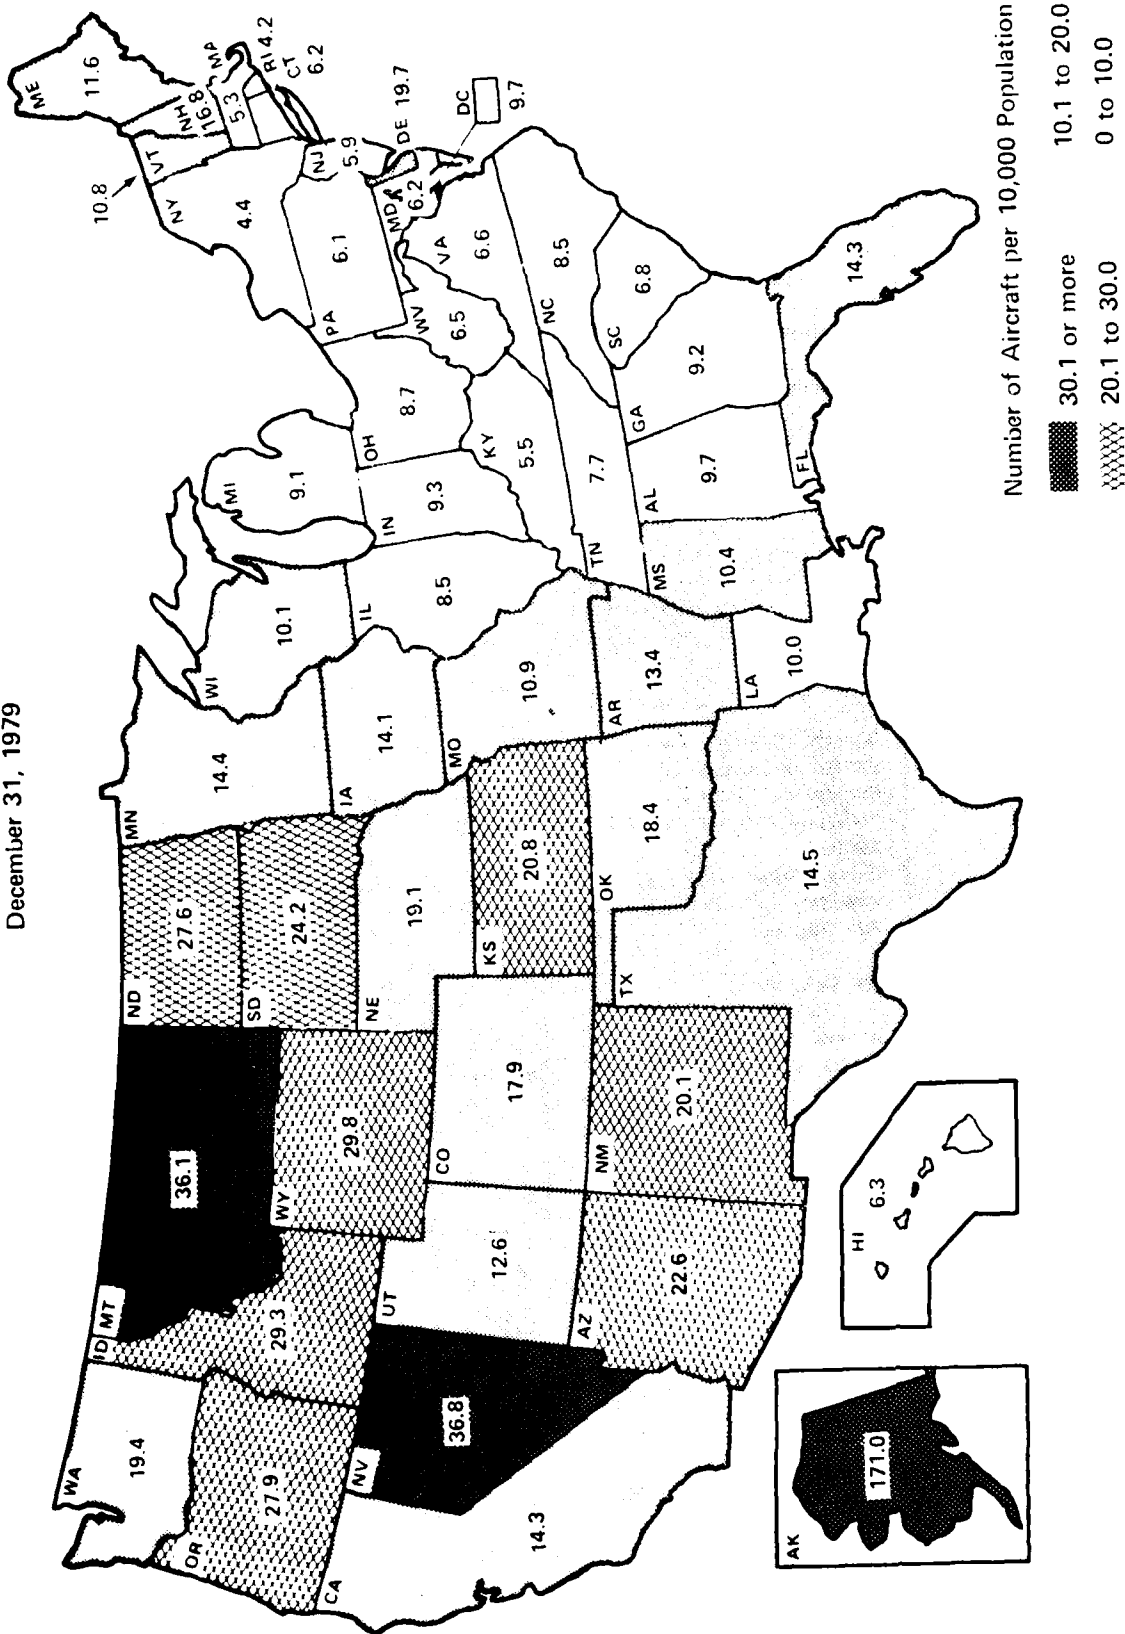 December 31, 1979
WA
19.4
OR
27.9
CA
14.3
NV
36.8
ID
29.3
MT
36.1
WY
29.8
UT
12.6
AZ
22.6
CO
17.9
NM
20.1
ND
27.6
SD
24.2
NE
19.1
KS
20.8
OK
18.4
TX
14.5
MN
14.4
IA
14.1
MO
10.9
AR
13.4
LA
10.0
WI
10.1
IL
8.5
MI
9.1
IN
9.3
OH
8.7
KY
5.5
TN
7.7
MS
10.4
AL
9.7
GA
9.2
FL
14.3
SC
6.8
NC
8.5
VA
6.6
WV
6.5
PA
6.1
NY
4.4
10.8
VT
NH
16.8
ME
11.6
MA
5.3
RI 4.2
CT
6.2
NJ
5.9
DE 19.7
MD
6.2
DC
9.7
AK
171.0
HI
6.3
Number of Aircraft per 10,000 Population
30.1 or more
10.1 to 20.0
20.1 to 30.0
0 to 10.0